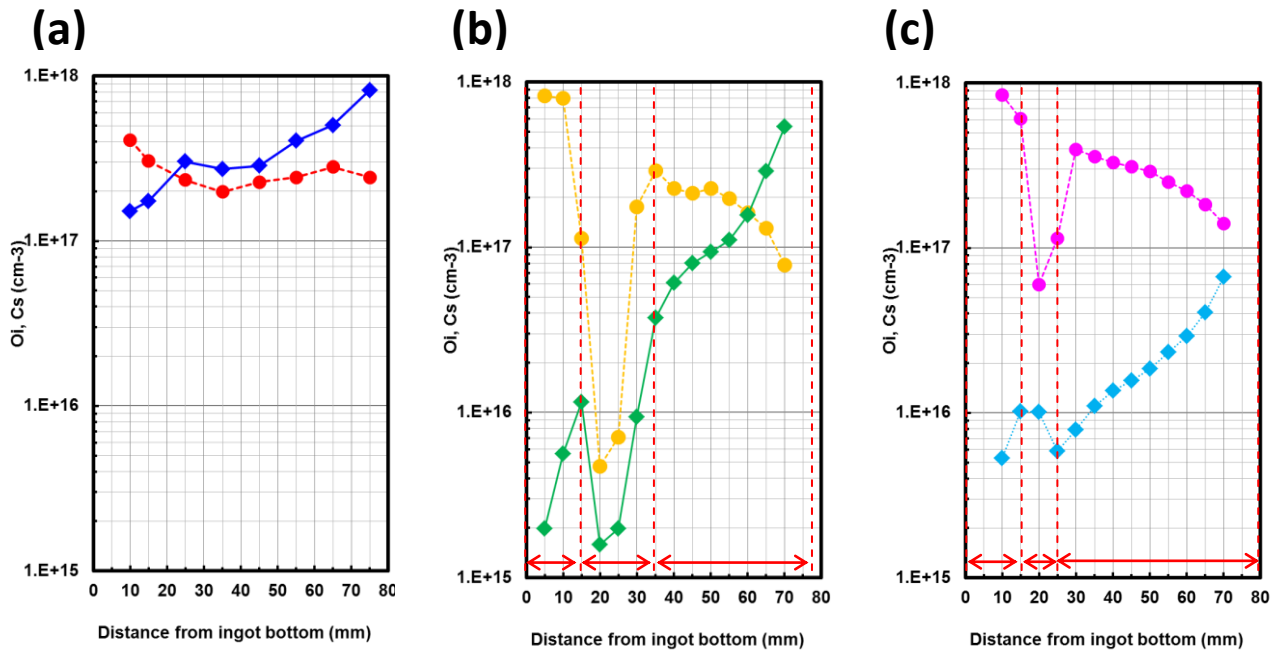 (a)
(b)
(c)
1.E+18
1.E+17
1.E+16
1.E+15
Oi, Cs (cm-3)
0 10 20 30 40 50 60 70 80
Distance from ingot bottom (mm)
1.E+18
1.E+17
1.E+16
1.E+15
Oi, Cs (cm-3)
0 10 20 30 40 50 60 70 80
Distance from ingot bottom (mm)
1.E+18
1.E+17
1.E+16
1.E+15
Oi, Cs (cm-3)
0 10 20 30 40 50 60 70 80
Distance from ingot bottom (mm)